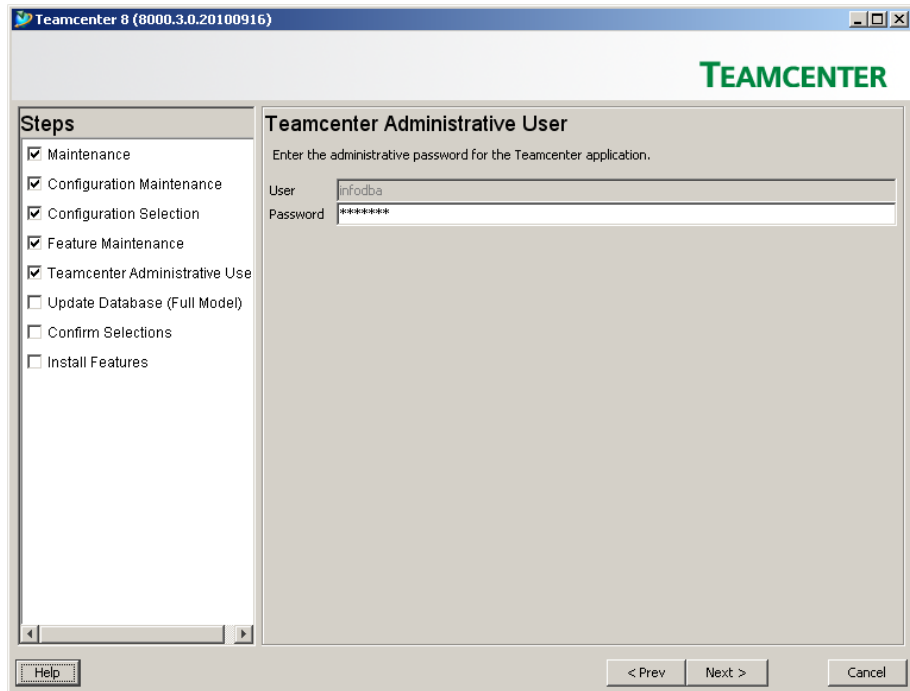 Teamcenter 8 (8000.3.0.20100916)
TEAMCENTER
Steps
Maintenance
Configuration Maintenance
Configuration Selection
Feature Maintenance
Teamcenter Administrative Use
Update Database (Full Model)
Confirm Selections
Install Features
Teamcenter Administrative User
Enter the administrative password for the Teamcenter application.
User infodba
Password *******
Help
< Prev
Next >
Cancel